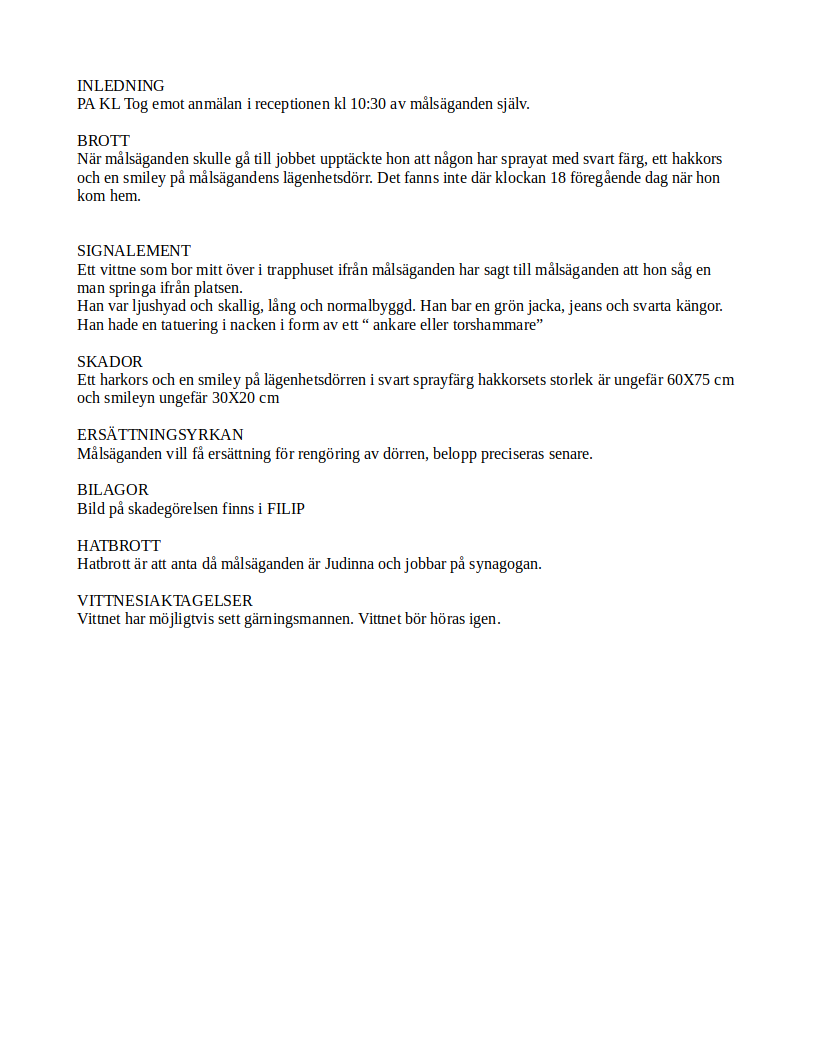 INLEDNING
PA KL Tog emot anmälan i receptionen kl 10:30 av målsäganden själv.
BROTT
När målsäganden skulle gå till jobbet upptäckte hon att någon har sprayat med svart färg, ett hakkors
och en smiley på målsägandens lägenhetsdörr. Det fanns inte där klockan 18 föregående dag när hon
kom hem.
SIGNALEMENT
Ett vittne som bor mitt över i trapphuset ifrån målsäganden har sagt till målsäganden att hon såg en
man springa ifrån platsen.
Han var ljushyad och skallig, lång och normalbyggd. Han bar en grön jacka, jeans och svarta kängor.
Han hade en tatuering i nacken i form av ett “ ankare eller torshammare”
SKADOR
Ett harkors och en smiley på lägenhetsdörren i svart sprayfärg hakkorsets storlek är ungefär 60X75 cm
och smileyn ungefär 30X20 cm
ERSÄTTNINGSYRKAN
Målsäganden vill få ersättning för rengöring av dörren, belopp preciseras senare.
BILAGOR
Bild på skadegörelsen finns i FILIP
HATBROTT
Hatbrott är att anta då målsäganden är Judinna och jobbar på synagogan.
VITTNESIAKTAGELSER
Vittnet har möjligtvis sett gärningsmannen. Vittnet bör höras igen.